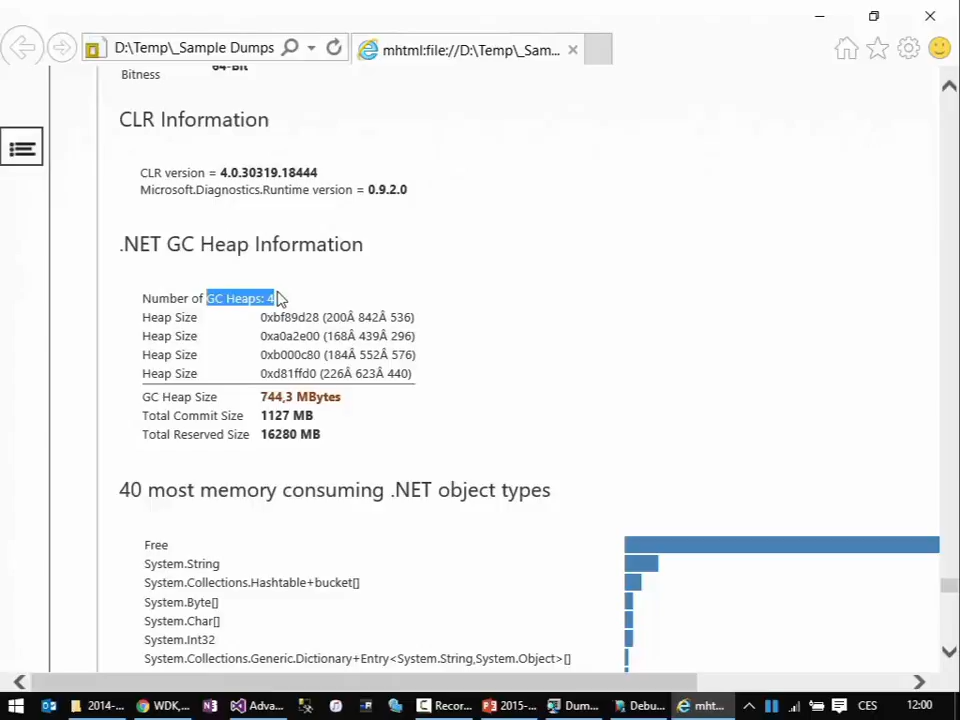 D:\Temp\_Sample Dumps
mhtml:file://D:\Temp\_Sam...
Bitness 64-Bit
CLR Information
CLR version = 4.0.30319.18444
Microsoft.Diagnostics.Runtime version = 0.9.2.0
.NET GC Heap Information
Number of GC Heaps: 4
Heap Size 0xbf89d28 (200Â 842Â 536)
Heap Size 0xa0a2e00 (168Â 439Â 296)
Heap Size 0xb000c80 (184Â 552Â 576)
Heap Size 0xd81ffd0 (226Â 623Â 440)
GC Heap Size 744,3 MBytes
Total Commit Size 1127 MB
Total Reserved Size 16280 MB
40 most memory consuming .NET object types
Free
System.String
System.Collections.Hashtable+bucket[]
System.Byte[]
System.Char[]
System.Int32
System.Collections.Generic.Dictionary+Entry<System.String,System.Object>[]
2014-... WDK,... Adva... Recor... 2015-... Dum... Debu... mht... CES 12:00